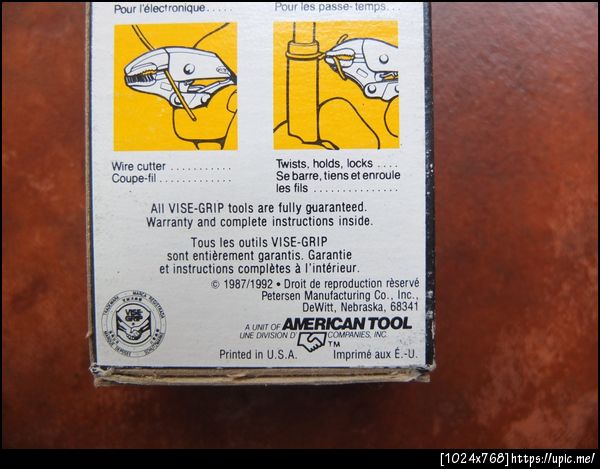 Pour l'électronique.....
Pour les passe-temps...
Wire cutter ...........
Coupe-fil .............
Twists, holds, locks ....
Se barre, tiens et enroule
les fils ...............
All VISE-GRIP tools are fully guaranteed.
Warranty and complete instructions inside.
Tous les outils VISE-GRIP
sont entièrement garantis. Garantie
et instructions complètes à l'intérieur.
© 1987/1992 • Droit de reproduction rèservé
Petersen Manufacturing Co., Inc.,
DeWitt, Nebraska, 68341
VISE-
GRIP
A UNIT OF AMERICAN TOOL
UNE DIVISION D' COMPANIES, INC.
TM
Printed in U.S.A. Imprimé aux É.-U.
[1024x768]https://upic.me/